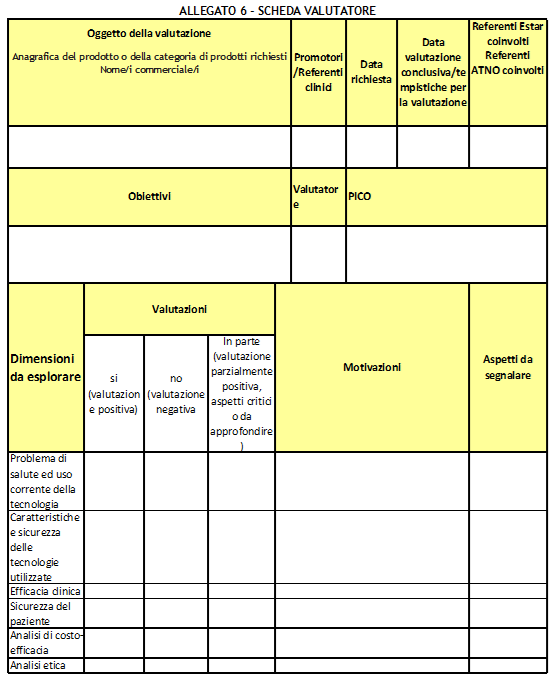 ALLEGATO 6 - SCHEDA VALUTATORE
Oggetto della valutazione
Anagrafica del prodotto o della categoria di prodotti richiesti
Nome/i commerciale/i
Promotori
/Referenti
clinici
Data
richiesta
Data
valutazione
conclusiva/te
mpistiche per
la valutazione
Referenti Estar
coinvolti
Referenti
ATNO coinvolti
Obiettivi
Valutator
e
PICO
Dimensioni
da esplorare
Valutazioni
si
(valutazion
e positiva)
no
(valutazione
negativa
In parte
(valutazione
parzialmente
positiva,
aspetti critici
o da
approfondire
)
Motivazioni
Aspetti da
segnalare
Problema di
salute ed uso
corrente della
tecnologia
Caratteristiche
e sicurezza
delle
tecnologie
utilizzate
Efficacia clinica
Sicurezza del
paziente
Analisi di costo-
efficacia
Analisi etica